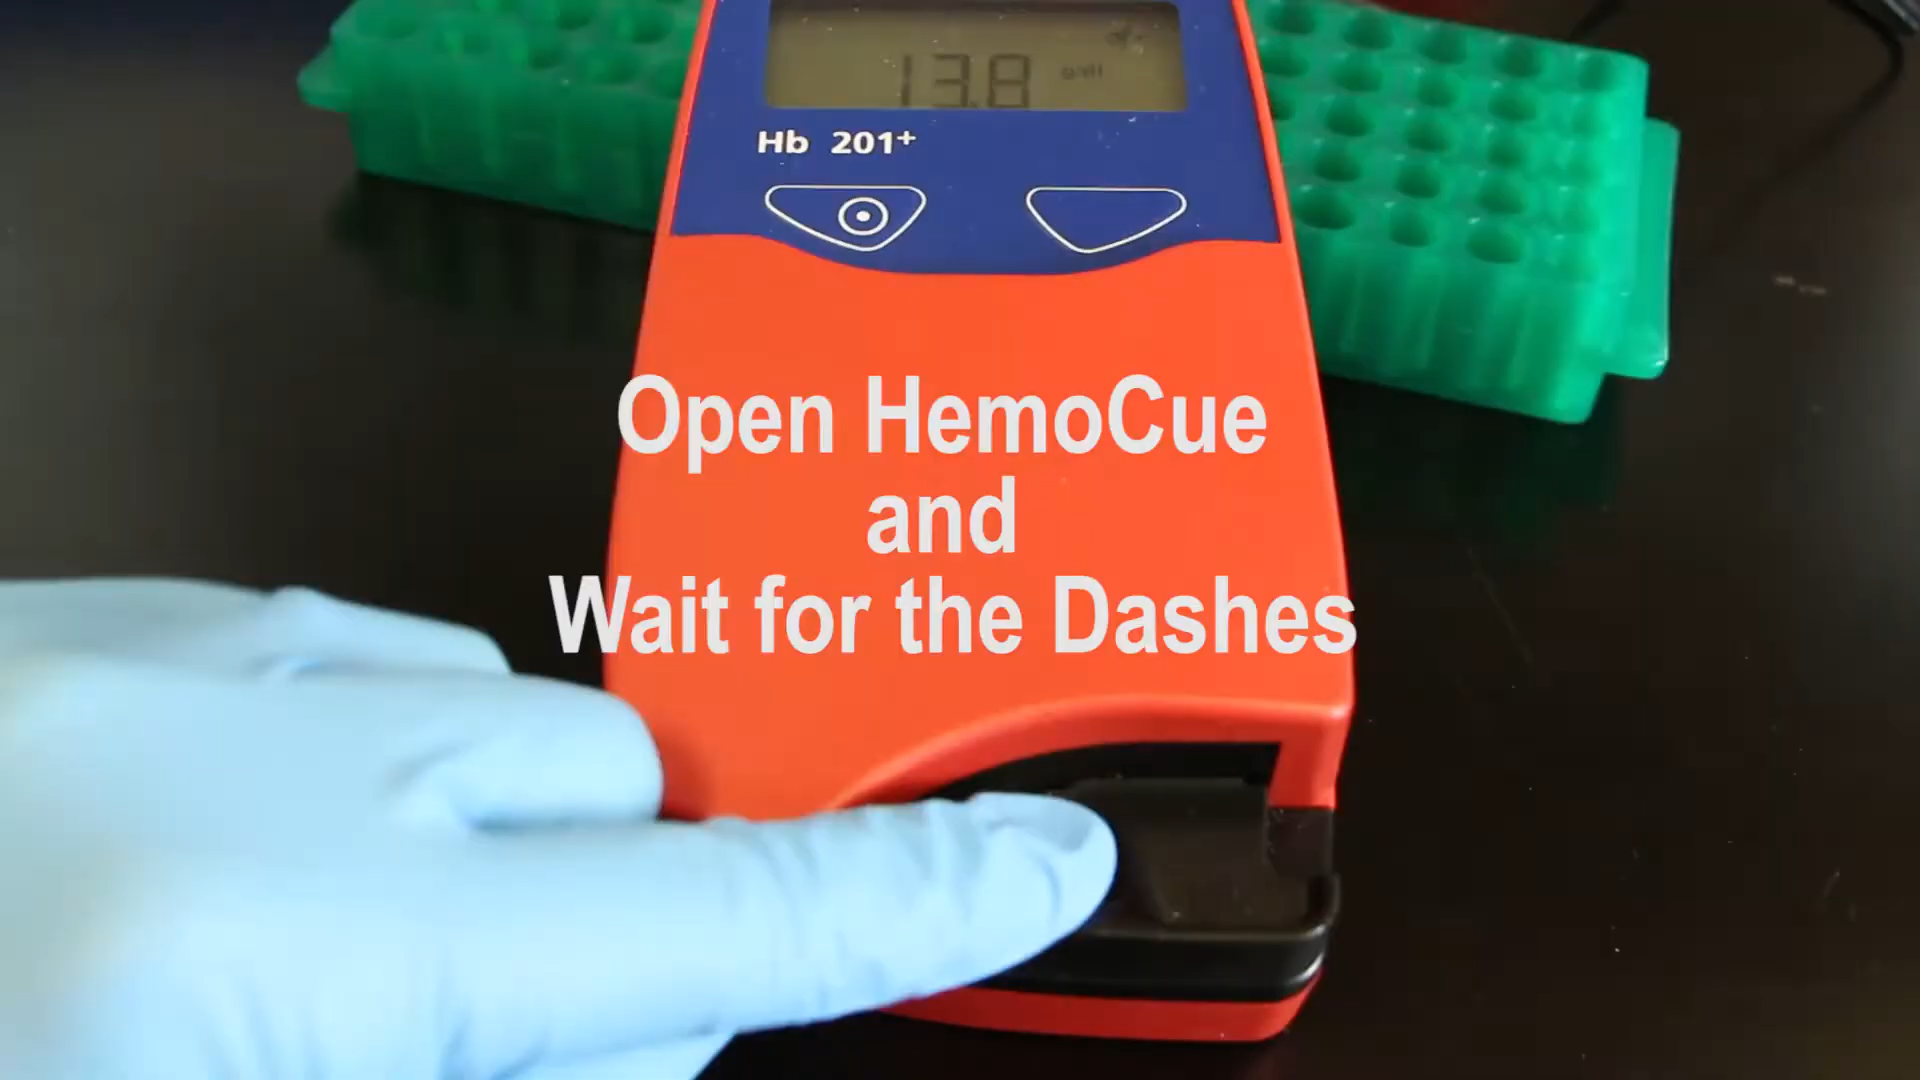 13.8 g/dl
Hb 201+
Open HemoCue
and
Wait for the Dashes